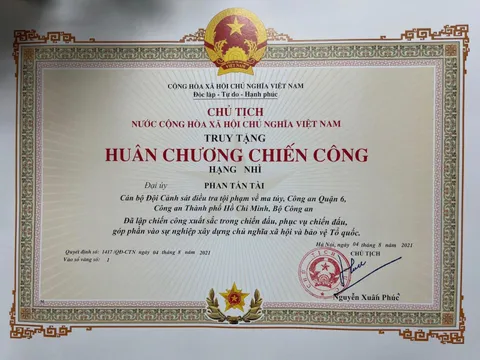 CỘNG HÒA XÃ HỘI CHỦ NGHĨA VIỆT NAM
Độc lập - Tự do - Hạnh phúc
CHỦ TỊCH
NƯỚC CỘNG HÒA XÃ HỘI CHỦ NGHĨA VIỆT NAM
TRUY TẶNG
HUÂN CHƯƠNG CHIẾN CÔNG
HẠNG NHÌ
Đại úy PHAN TẤN TÀI
Cán bộ Đội Cảnh sát điều tra tội phạm về ma túy, Công an Quận 6,
Công an Thành phố Hồ Chí Minh, Bộ Công an
Đã lập chiến công xuất sắc trong chiến đấu, phục vụ chiến đấu,
góp phần vào sự nghiệp xây dựng chủ nghĩa xã hội và bảo vệ Tổ quốc.
Quyết định số: 1437 /QĐ-CTN ngày 04 tháng 8 năm 2021
Vào sổ vàng số: 1
Hà Nội, ngày 04 tháng 8 năm 2021
CHỦ TỊCH
Nguyễn Xuân Phúc